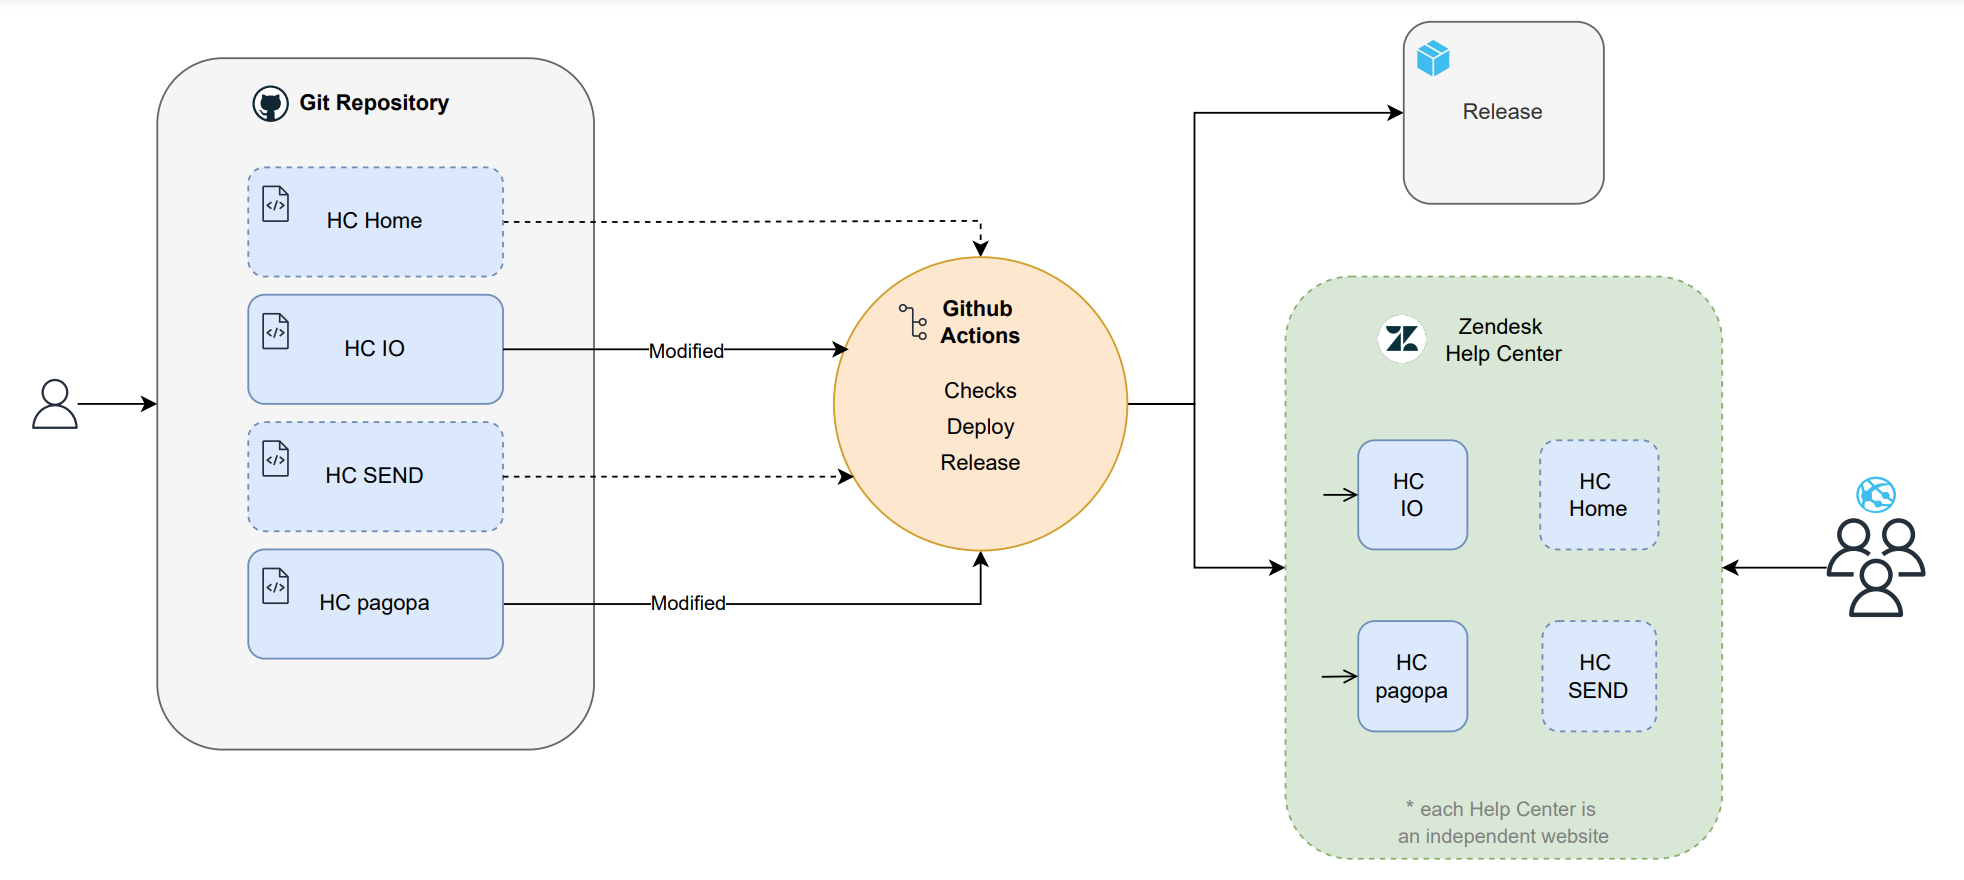 Git Repository
HC Home
HC IO
HC SEND
HC pagopa
Modified
Modified
Github
Actions
Checks
Deploy
Release
Release
Zendesk
Help Center
HC
IO
HC
Home
HC
pagopa
HC
SEND
* each Help Center is
an independent website